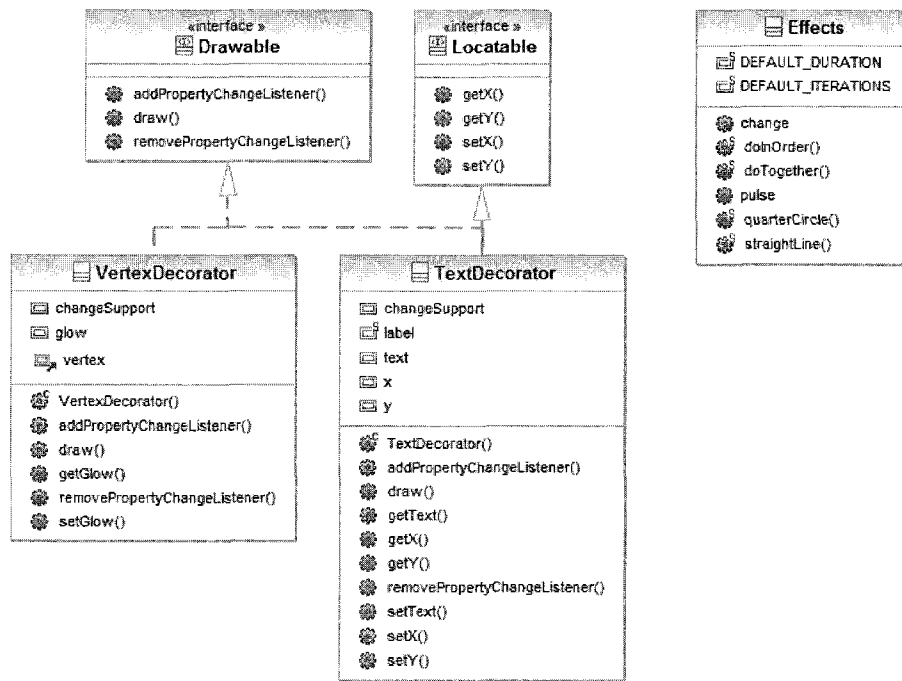 «interface »
Drawable
addPropertyChangeListener()
draw()
removePropertyChangeListener()
«interface »
Locatable
getX()
getY()
setX()
setY()
Effects
DEFAULT_DURATION
DEFAULT_ITERATIONS
change
doInOrder()
doTogether()
pulse
quarterCircle()
straightLine()
VertexDecorator
changeSupport
glow
vertex
VertexDecorator()
addPropertyChangeListener()
draw()
getGlow()
removePropertyChangeListener()
setGlow()
TextDecorator
changeSupport
label
text
x
y
TextDecorator()
addPropertyChangeListener()
draw()
getText()
getX()
getY()
removePropertyChangeListener()
setText()
setX()
setY()